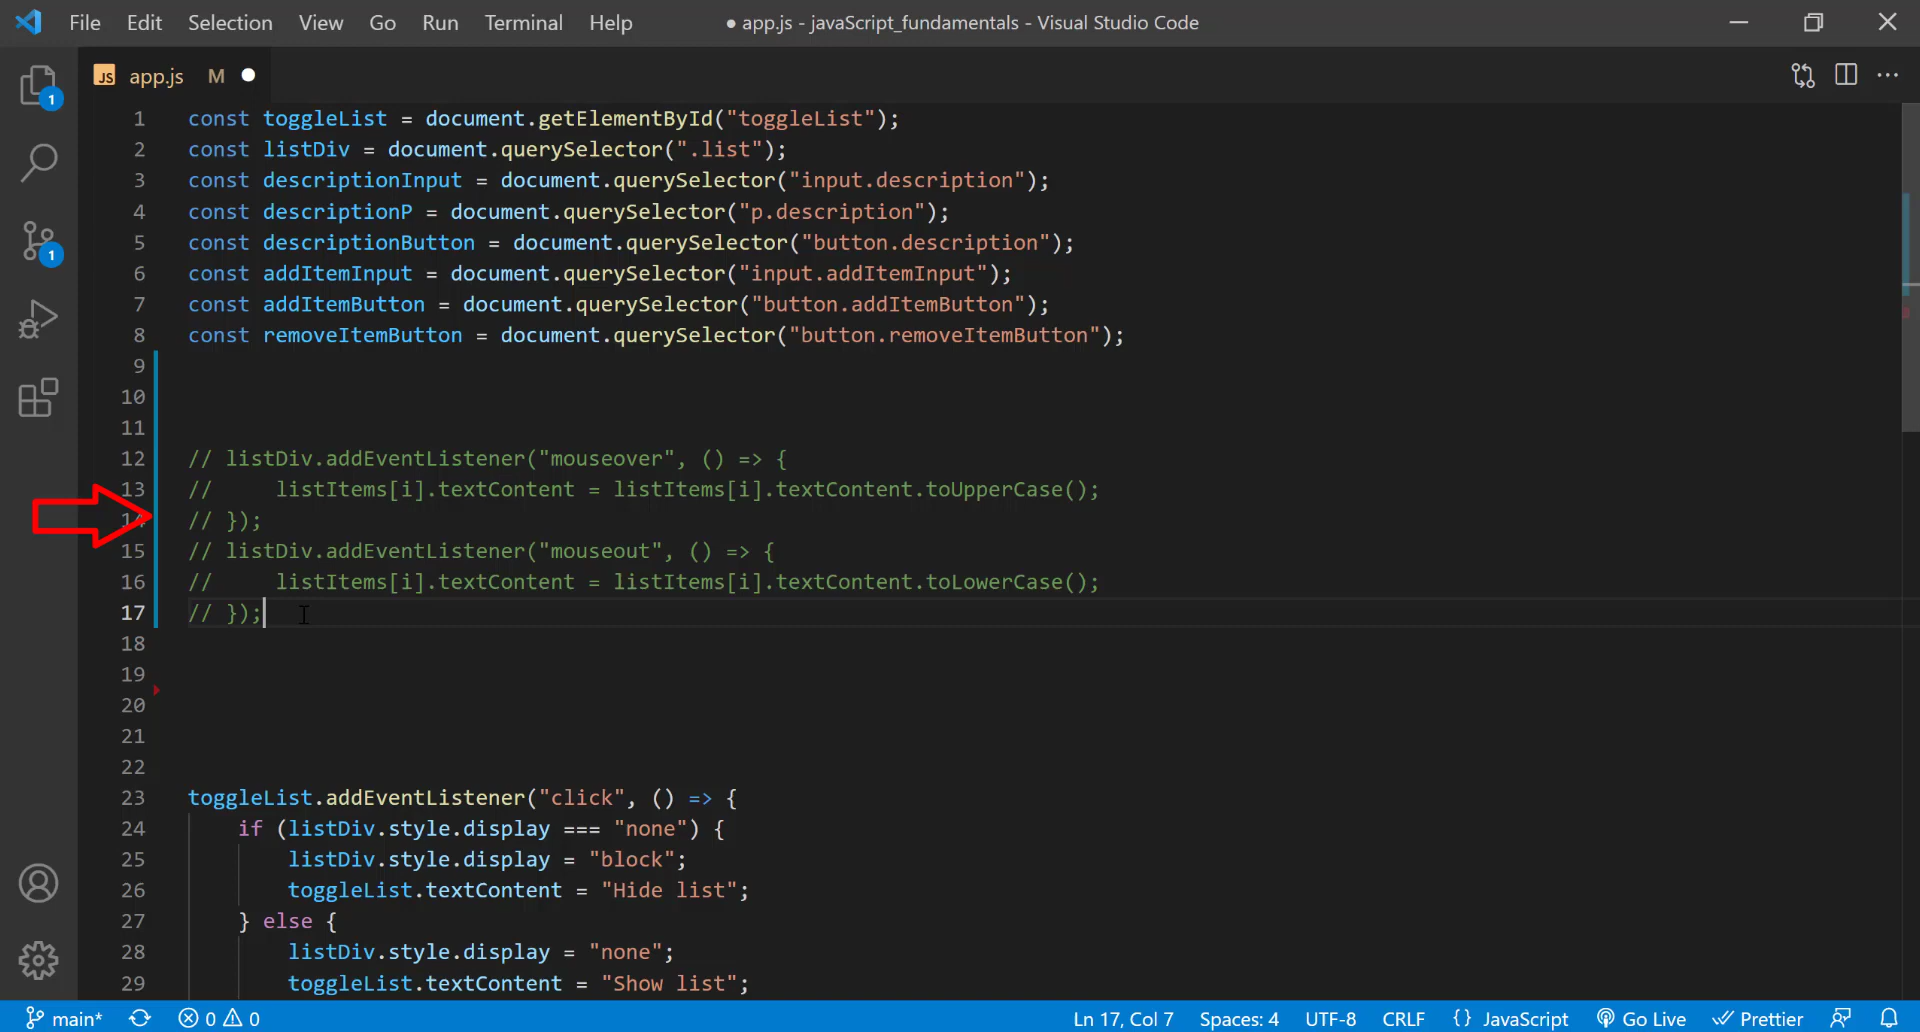 File Edit Selection View Go Run Terminal Help ● app.js - javaScript_fundamentals - Visual Studio Code
JS app.js M
1 const toggleList = document.getElementById("toggleList");
2 const listDiv = document.querySelector(".list");
3 const descriptionInput = document.querySelector("input.description");
4 const descriptionP = document.querySelector("p.description");
5 const descriptionButton = document.querySelector("button.description");
6 const addItemInput = document.querySelector("input.addItemInput");
7 const addItemButton = document.querySelector("button.addItemButton");
8 const removeItemButton = document.querySelector("button.removeItemButton");
9
10
11
12 // listDiv.addEventListener("mouseover", () => {
13 //     listItems[i].textContent = listItems[i].textContent.toUpperCase();
14 // });
15 // listDiv.addEventListener("mouseout", () => {
16 //     listItems[i].textContent = listItems[i].textContent.toLowerCase();
17 // });
18
19
20
21
22
23 toggleList.addEventListener("click", () => {
24     if (listDiv.style.display === "none") {
25         listDiv.style.display = "block";
26         toggleList.textContent = "Hide list";
27     } else {
28         listDiv.style.display = "none";
29         toggleList.textContent = "Show list";
1
1
main* 0 0 Ln 17, Col 7 Spaces: 4 UTF-8 CRLF {} JavaScript Go Live Prettier